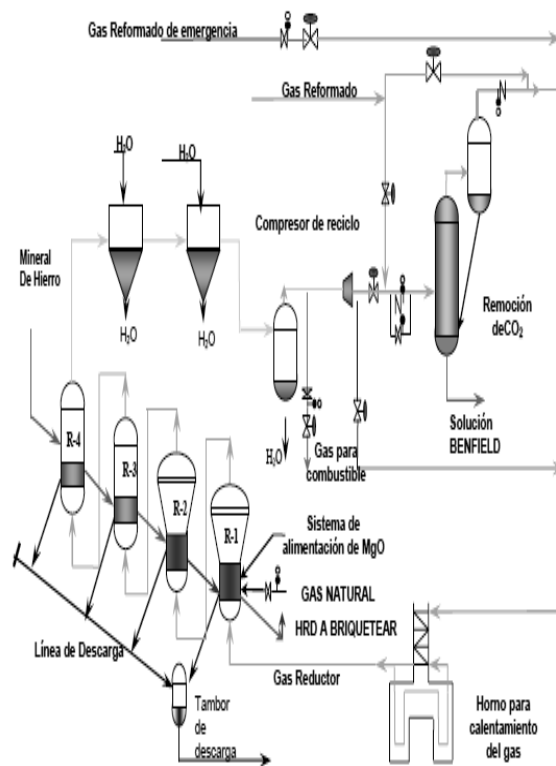 Gas Reformado de emergencia
Gas Reformado
H₂O
H₂O
Compresor de reciclo
Mineral
De Hierro
Remoción
deCO₂
H₂O
H₂O
Solución
BENFIELD
H₂O
Gas para
combustible
R-4
R-3
R-2
R-1
Sistema de
alimentación de MgO
GAS NATURAL
HRD A BRIQUETEAR
Línea de Descarga
Gas Reductor
Tambor
de
descarga
Horno para
calentamiento
del gas